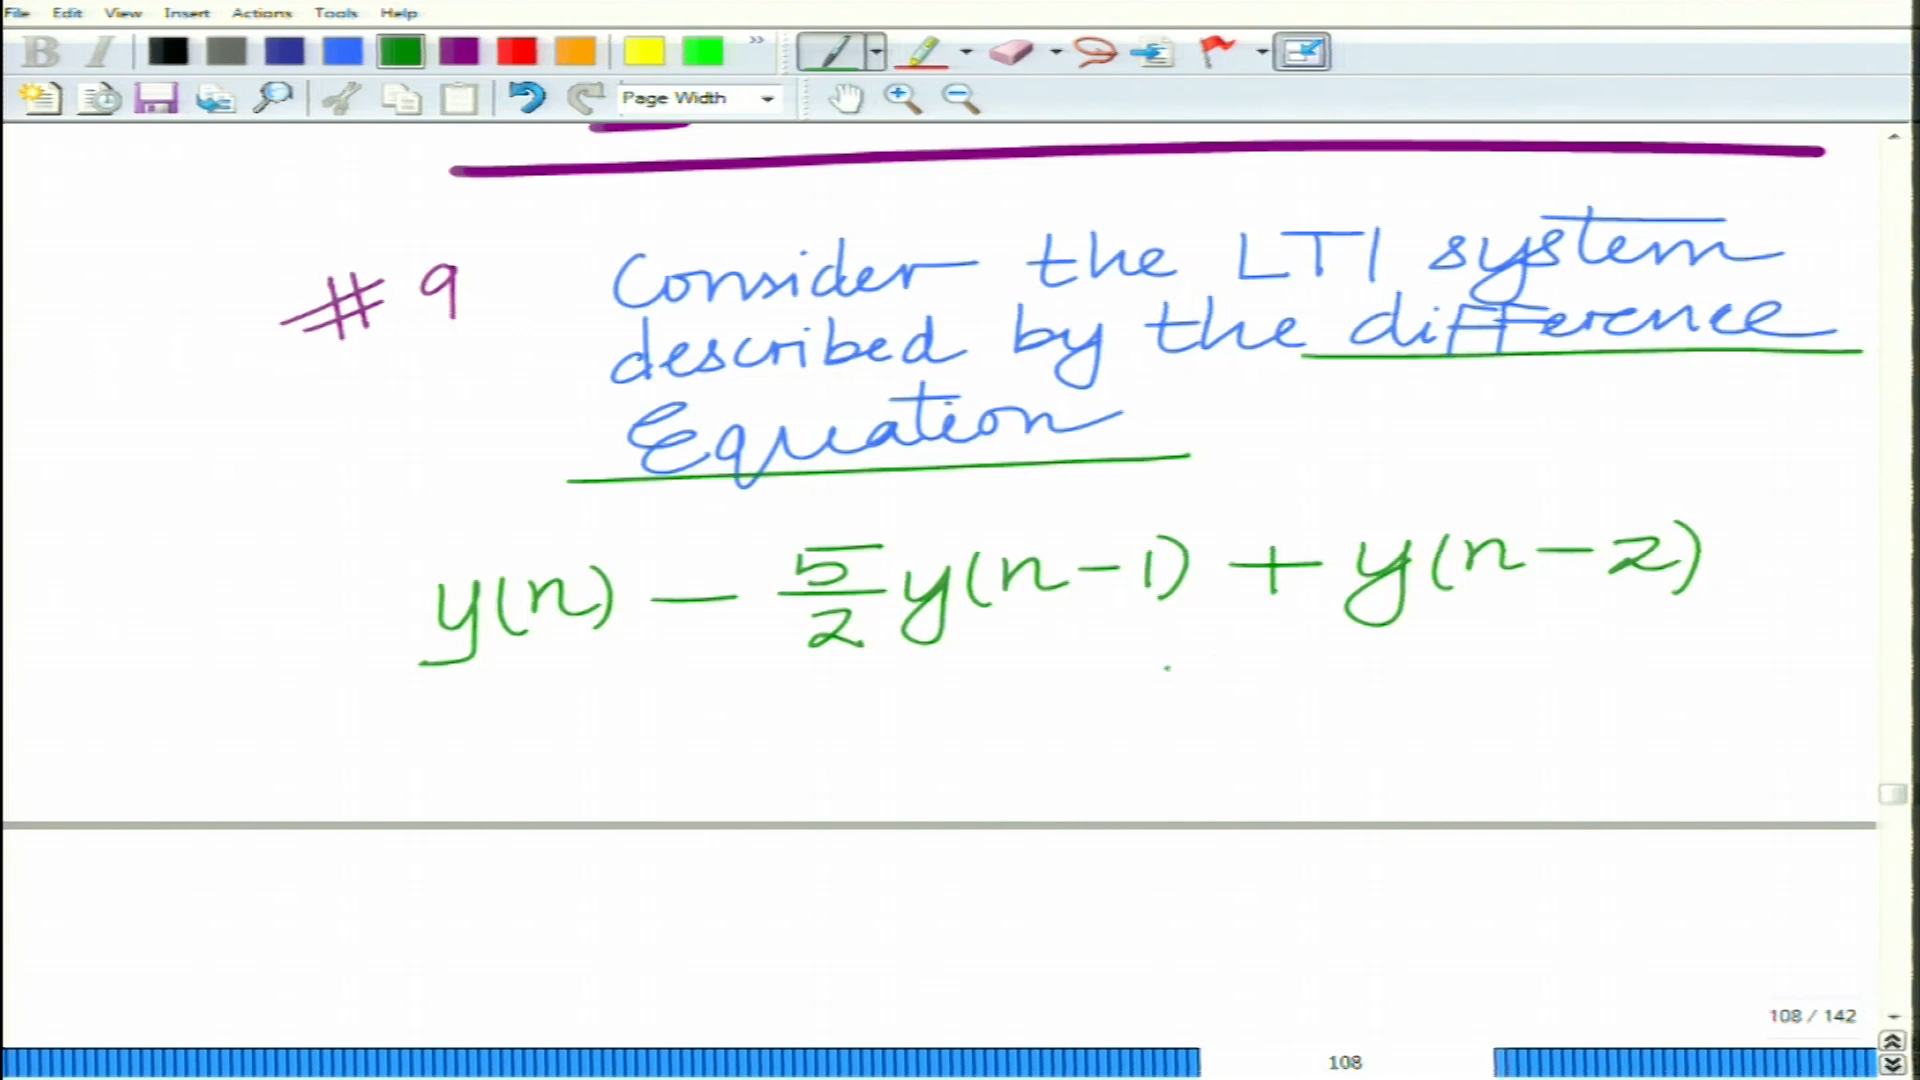 File Edit View Insert Actions Tools Help
B I »
Page Width
# 9 Consider the LTI system
described by the difference
Equation
y(n) - 5/2 y(n-1) + y(n-2)
108 / 142
108